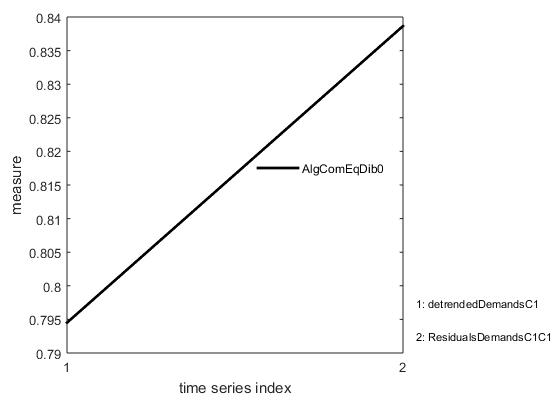 0.84
0.835
0.83
0.825
0.82
0.815
0.81
0.805
0.8
0.795
0.79
measure
AlgComEqDib0
1: detrendedDemandsC1
2: ResidualsDemandsC1C1
1 2
time series index